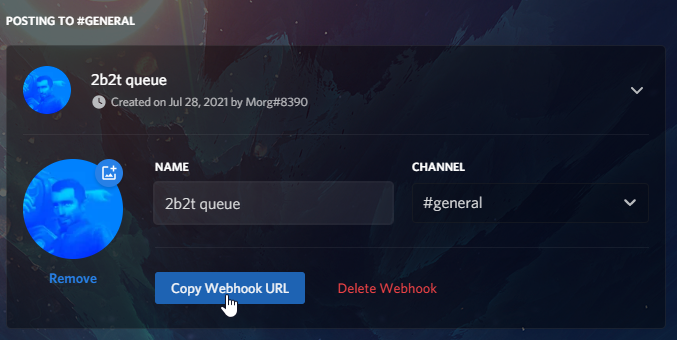 POSTING TO #GENERAL
2b2t queue
Created on Jul 28, 2021 by Morg#8390
NAME
CHANNEL
2b2t queue
#general
Remove
Copy Webhook URL
Delete Webhook